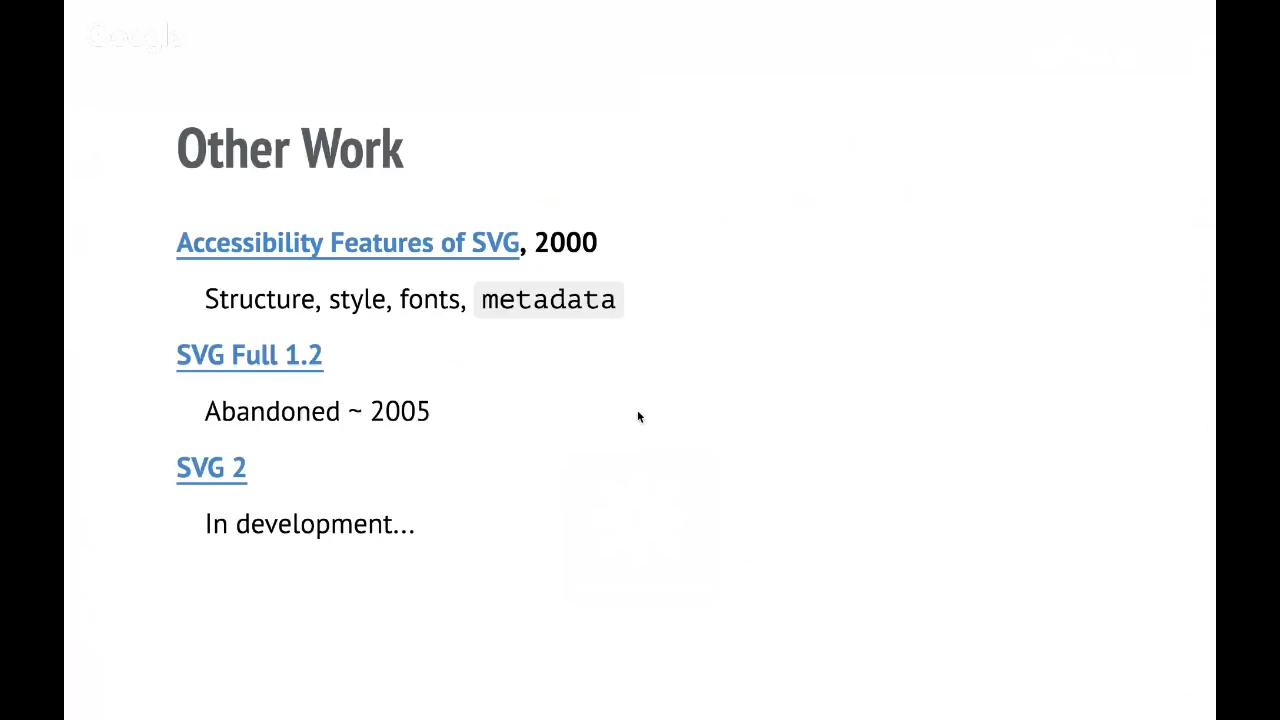 Google
Other Work
Accessibility Features of SVG, 2000
Structure, style, fonts, metadata
SVG Full 1.2
Abandoned ~ 2005
SVG 2
In development...